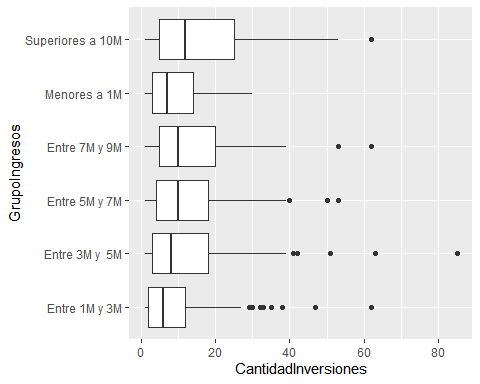 GrupoIngresos
Superiores a 10M
Menores a 1M
Entre 7M y 9M
Entre 5M y 7M
Entre 3M y  5M
Entre 1M y 3M
0 20 40 60 80
CantidadInversiones